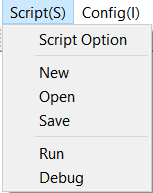 Script(S) Config(I)
Script Option
New
Open
Save
Run
Debug